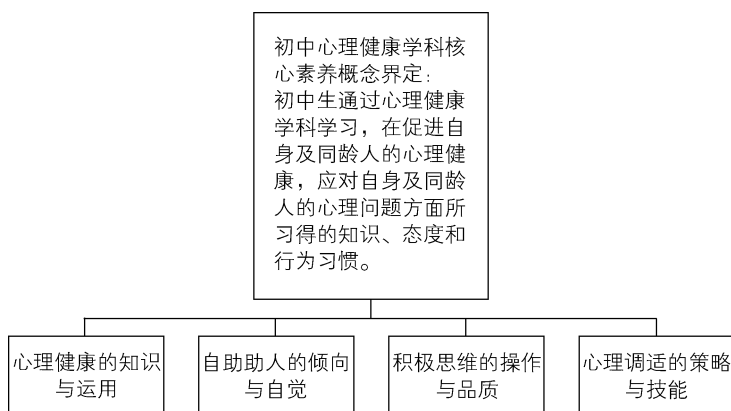 初中心理健康学科核
心素养概念界定：
初中生通过心理健康
学科学习，在促进自
身及同龄人的心理健
康，应对自身及同龄
人的心理问题方面所
习得的知识、态度和
行为习惯。
心理健康的知识
与运用
自助助人的倾向
与自觉
积极思维的操作
与品质
心理调适的策略
与技能